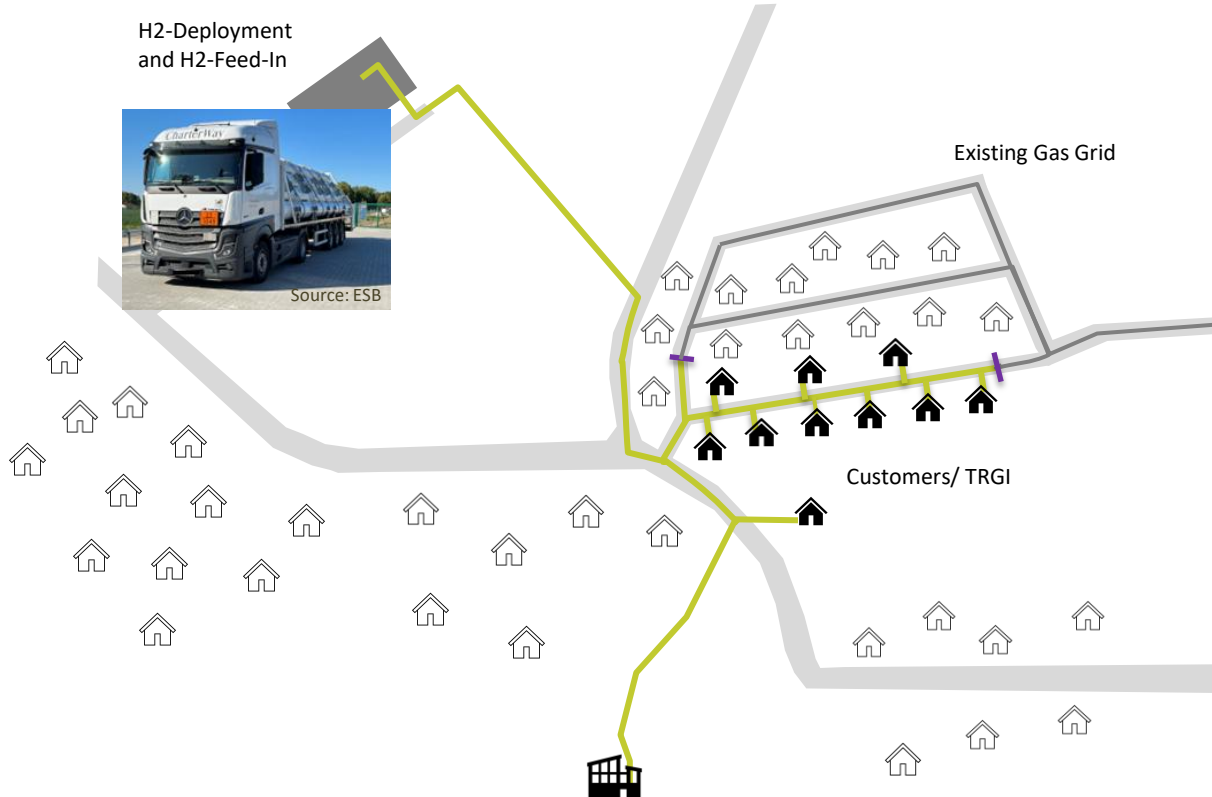 H2-Deployment
and H2-Feed-In
CharterWay
Source: ESB
Existing Gas Grid
Customers/ TRGI